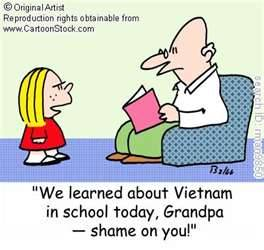 © Original Artist
Reproduction rights obtainable from
www.CartoonStock.com
"We learned about Vietnam
in school today, Grandpa
— shame on you!"